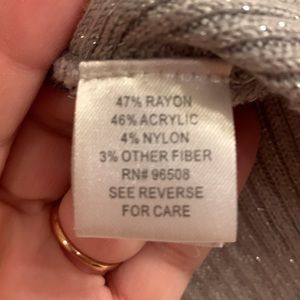 47% RAYON
46% ACRYLIC
4% NYLON
3% OTHER FIBER
RN# 96508
SEE REVERSE
FOR CARE